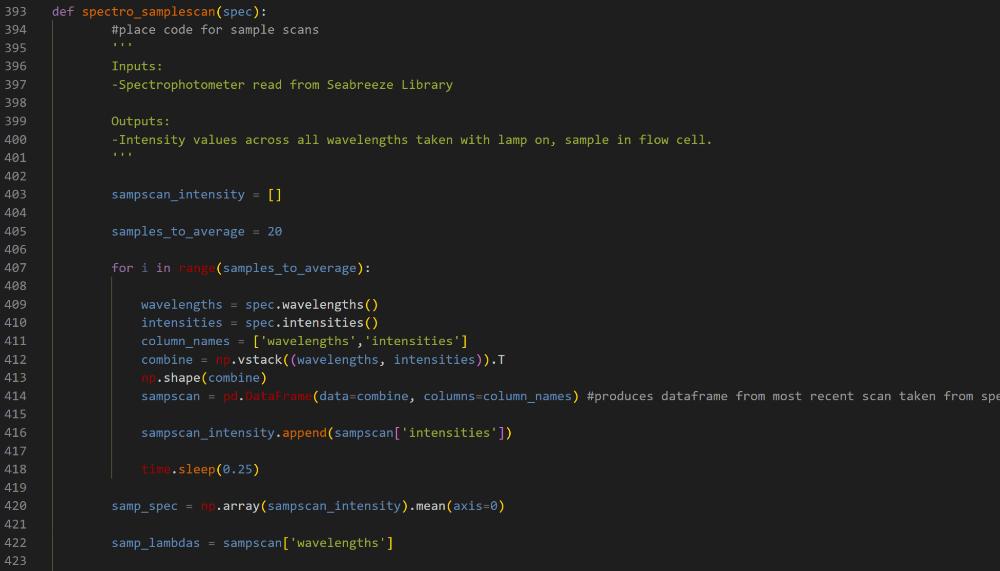 393 def spectro_samplescan(spec):
394 #place code for sample scans
395 '''
396 Inputs:
397 -Spectrophotometer read from Seabreeze Library
398
399 Outputs:
400 -Intensity values across all wavelengths taken with lamp on, sample in flow cell.
401 '''
402
403 sampscan_intensity = []
404
405 samples_to_average = 20
406
407 for i in range(samples_to_average):
408
409 wavelengths = spec.wavelengths()
410 intensities = spec.intensities()
411 column_names = ['wavelengths','intensities']
412 combine = np.vstack((wavelengths, intensities)).T
413 np.shape(combine)
414 sampscan = pd.DataFrame(data=combine, columns=column_names) #produces dataframe from most recent scan taken from
415
416 sampscan_intensity.append(sampscan['intensities'])
417
418 time.sleep(0.25)
419
420 samp_spec = np.array(sampscan_intensity).mean(axis=0)
421
422 samp_lambdas = sampscan['wavelengths']
423